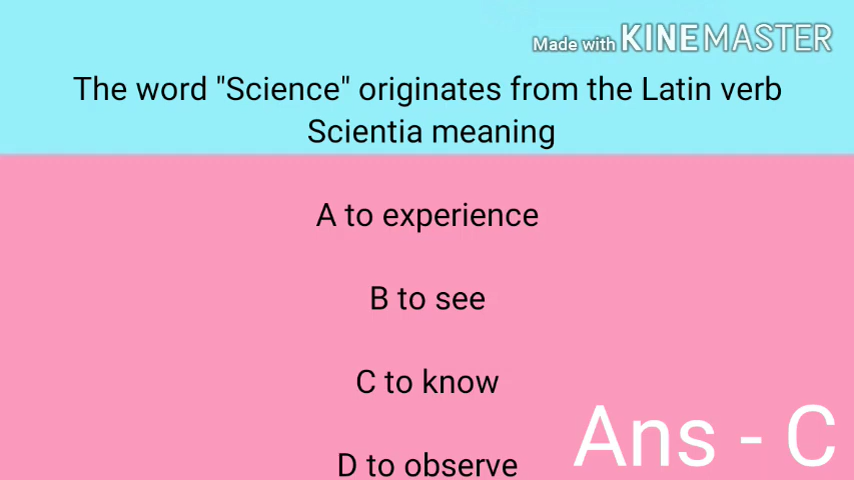 Made with KINEMASTER
The word "Science" originates from the Latin verb
Scientia meaning
A to experience
B to see
C to know
D to observe
Ans - C